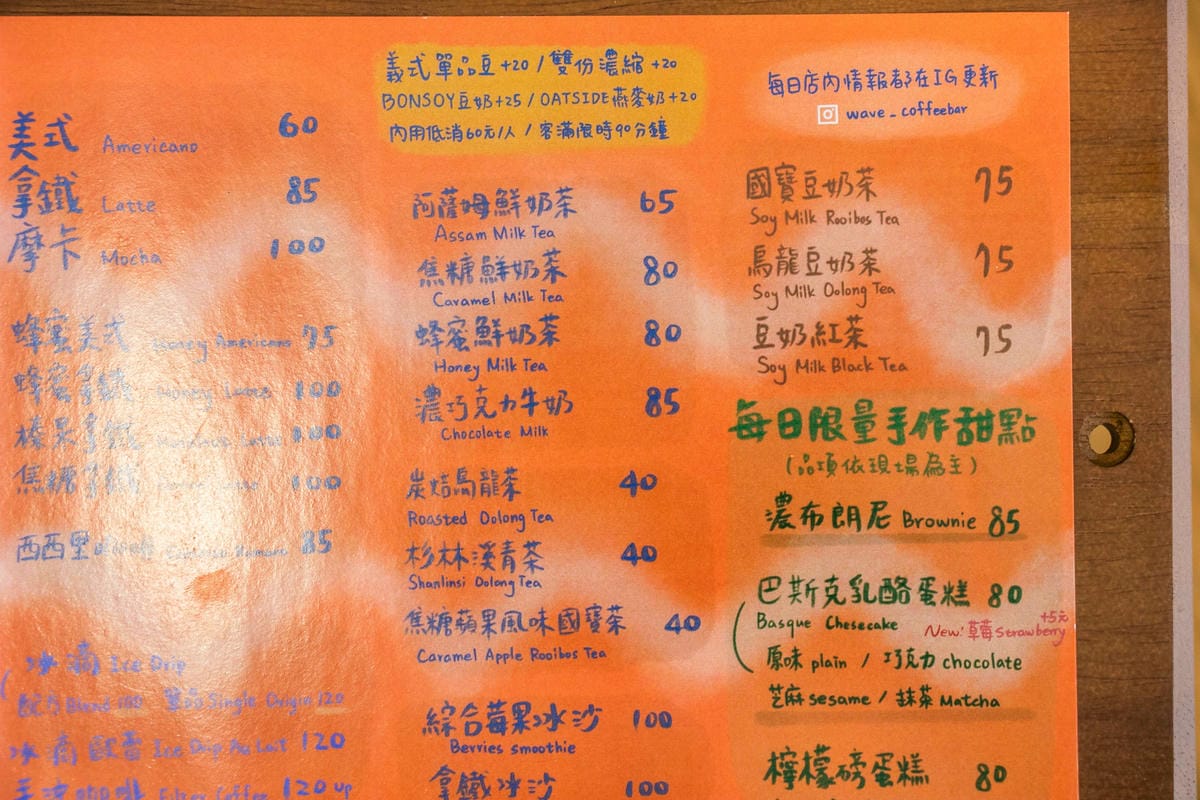 美式 Americano 60
拿鐵 Latte 85
摩卡 Mocha 100
蜂蜜美式 Honey Americano 75
蜂蜜拿鐵 Honey Latte 100
榛果拿鐵 Latte 100
焦糖拿鐵 100
西西里 85
冰滴 Ice Drip
配方 Blend 100 單品 Single Origin 120
冰滴歐蕾 Ice Drip Au Lait 120
手沖咖啡 Filter Coffee 120 up
義式單品豆+20 / 雙份濃縮 +20
BONSOY豆奶+25 / OATSIDE燕麥奶+20
內用低消60元/人 / 客滿限時90分鐘
阿薩姆鮮奶茶 65
Assam Milk Tea
焦糖鮮奶茶 80
Caramel Milk Tea
蜂蜜鮮奶茶 80
Honey Milk Tea
濃巧克力牛奶 85
Chocolate Milk
炭焙烏龍茶 40
Roasted Oolong Tea
杉林溪青茶 40
Shanlinsi Oolong Tea
焦糖蘋果風味國寶茶 40
Caramel Apple Rooibos Tea
綜合莓果冰沙 100
Berries smoothie
拿鐵冰沙 100
每日店內情報都在IG更新
wave_coffeebar
國寶豆奶茶 75
Soy Milk Rooibos Tea
烏龍豆奶茶 75
Soy Milk Oolong Tea
豆奶紅茶 75
Soy Milk Black Tea
每日限量手作甜點
(品項依現場為主)
濃布朗尼 Brownie 85
巴斯克乳酪蛋糕 80
Basque Chesecake New! 草莓 Strawberry +5元
原味 plain / 巧克力 chocolate
芝麻 sesame / 抹茶 Matcha
檸檬磅蛋糕 80